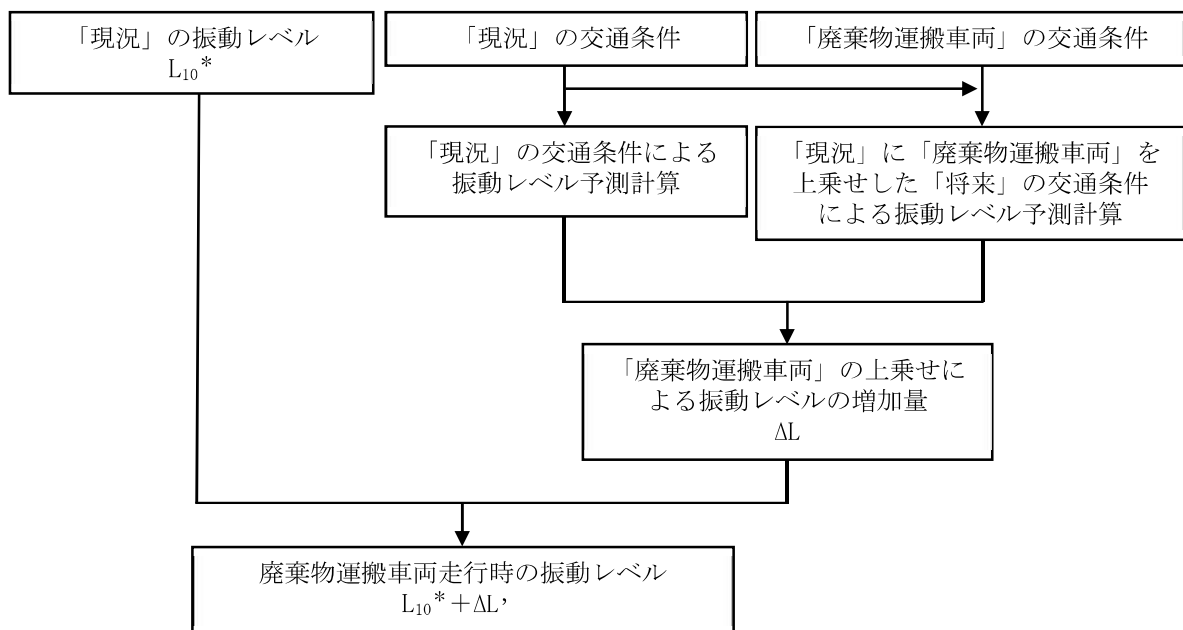 「現況」の振動レベル
L₁₀*
「現況」の交通条件
「廃棄物運搬車両」の交通条件
「現況」の交通条件による
振動レベル予測計算
「現況」に「廃棄物運搬車両」を
上乗せした「将来」の交通条件
による振動レベル予測計算
「廃棄物運搬車両」の上乗せに
よる振動レベルの増加量
ΔL
廃棄物運搬車両走行時の振動レベル
L₁₀*+ΔL’